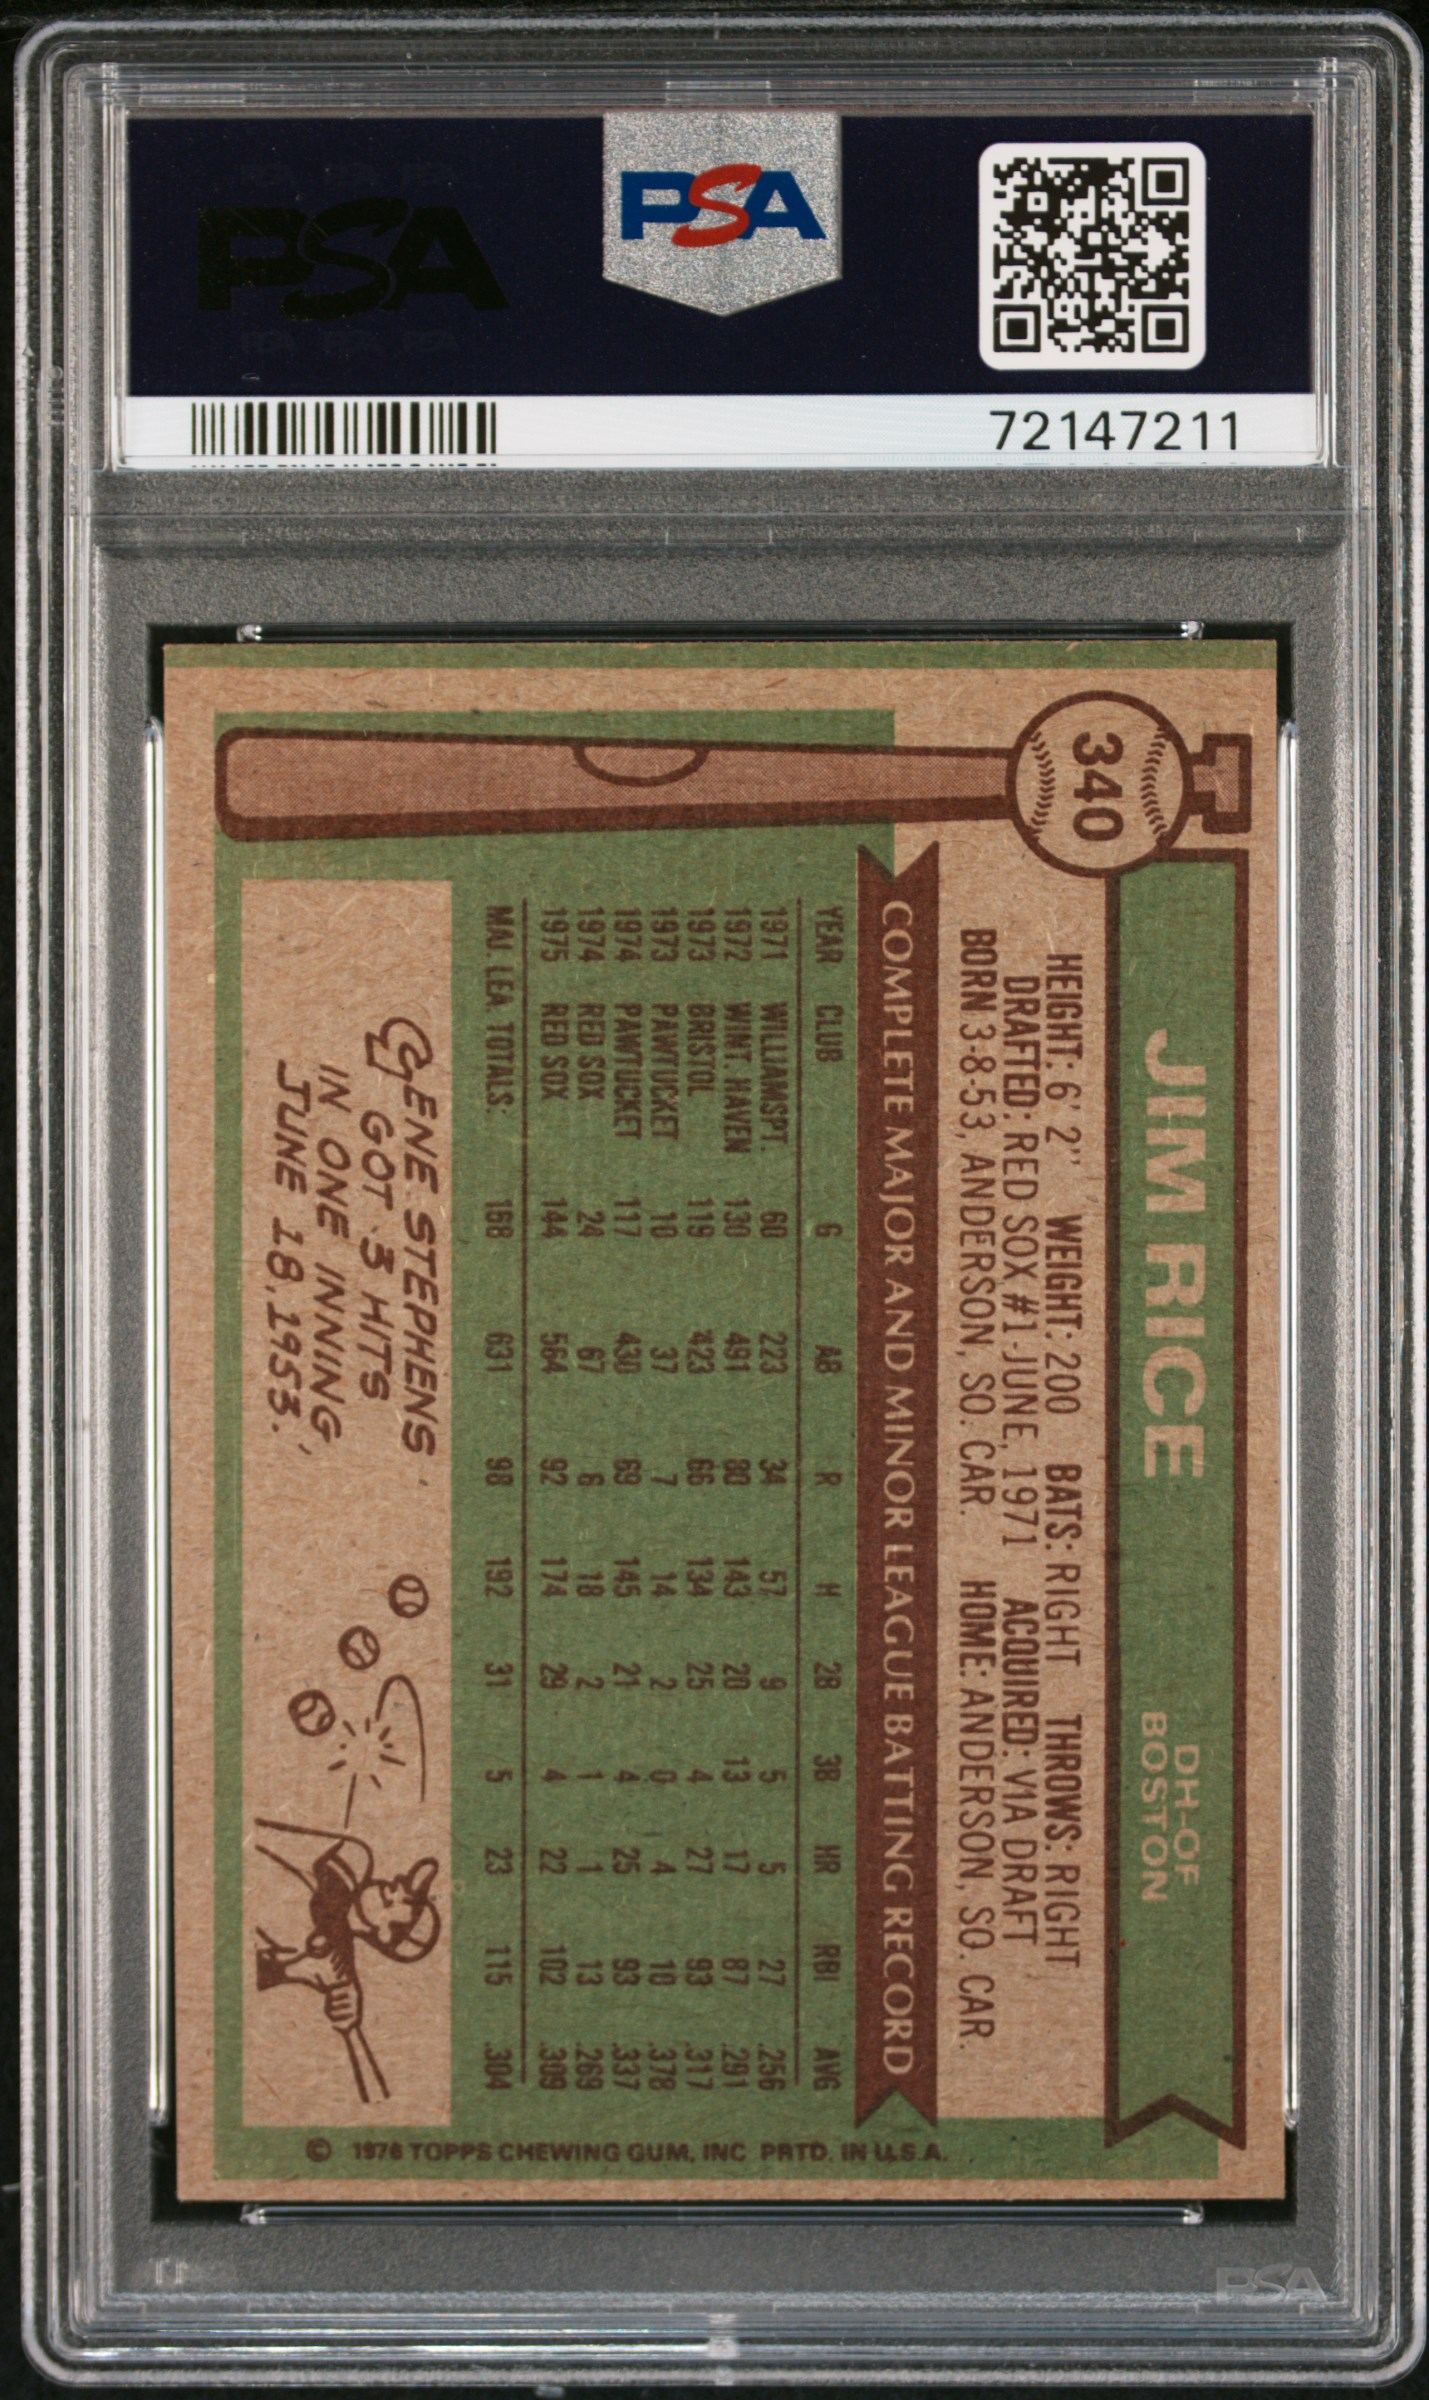 PSA
PSA
72147211
340
JIM RICE
DH-OF
BOSTON
HEIGHT: 6' 2" WEIGHT: 200 BATS: RIGHT THROWS: RIGHT
DRAFTED: RED SOX #1-JUNE, 1971 ACQUIRED: VIA DRAFT
BORN 3-8-53, ANDERSON, SO. CAR. HOME: ANDERSON, SO. CAR.
COMPLETE MAJOR AND MINOR LEAGUE BATTING RECORD
YEAR CLUB G AB R H 2B 3B HR RBI AVG
1971 WILLIAMSPT. 60 223 34 57 9 5 5 27 .256
1972 WINT. HAVEN 130 491 80 143 20 13 17 87 .291
1973 BRISTOL 119 423 66 134 25 4 27 93 .317
1973 PAWTUCKET 10 37 7 14 2 0 4 10 .378
1974 PAWTUCKET 117 430 69 145 21 4 25 93 .337
1974 RED SOX 24 67 6 18 2 1 1 13 .269
1975 RED SOX 144 564 92 174 29 4 22 102 .309
MAJ. LEA. TOTALS: 168 631 98 192 31 5 23 115 .304
GENE STEPHENS
GOT 3 HITS
IN ONE INNING,
JUNE 18, 1953.
© 1976 TOPPS CHEWING GUM, INC. PRTD. IN U.S.A.
PSA